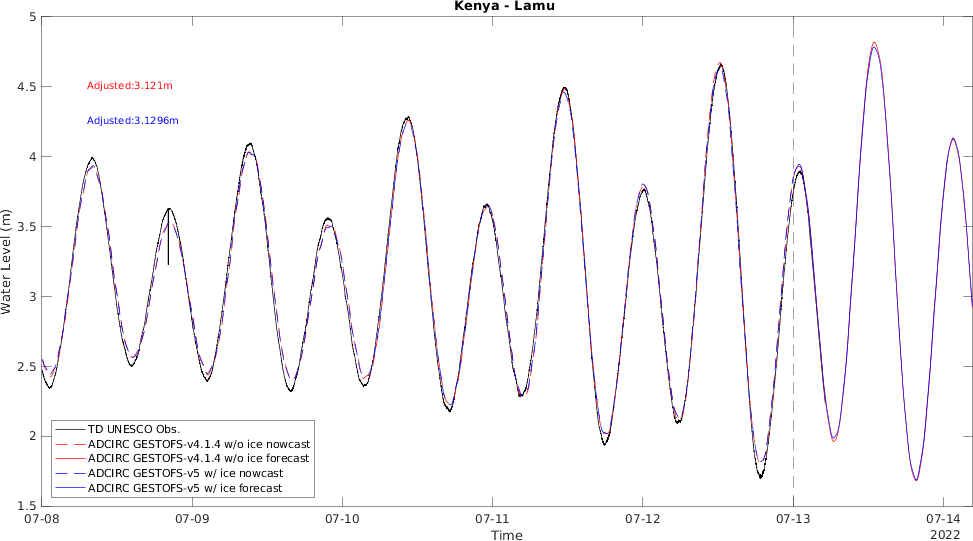 Kenya - Lamu
5
4.5
4
3.5
3
2.5
2
1.5
Water Level (m)
Adjusted:3.121m
Adjusted:3.1296m
TD UNESCO Obs.
ADCIRC GESTOFS-v4.1.4 w/o ice nowcast
ADCIRC GESTOFS-v4.1.4 w/o ice forecast
ADCIRC GESTOFS-v5 w/ ice nowcast
ADCIRC GESTOFS-v5 w/ ice forecast
07-08 07-09 07-10 07-11 07-12 07-13 07-14
Time
2022